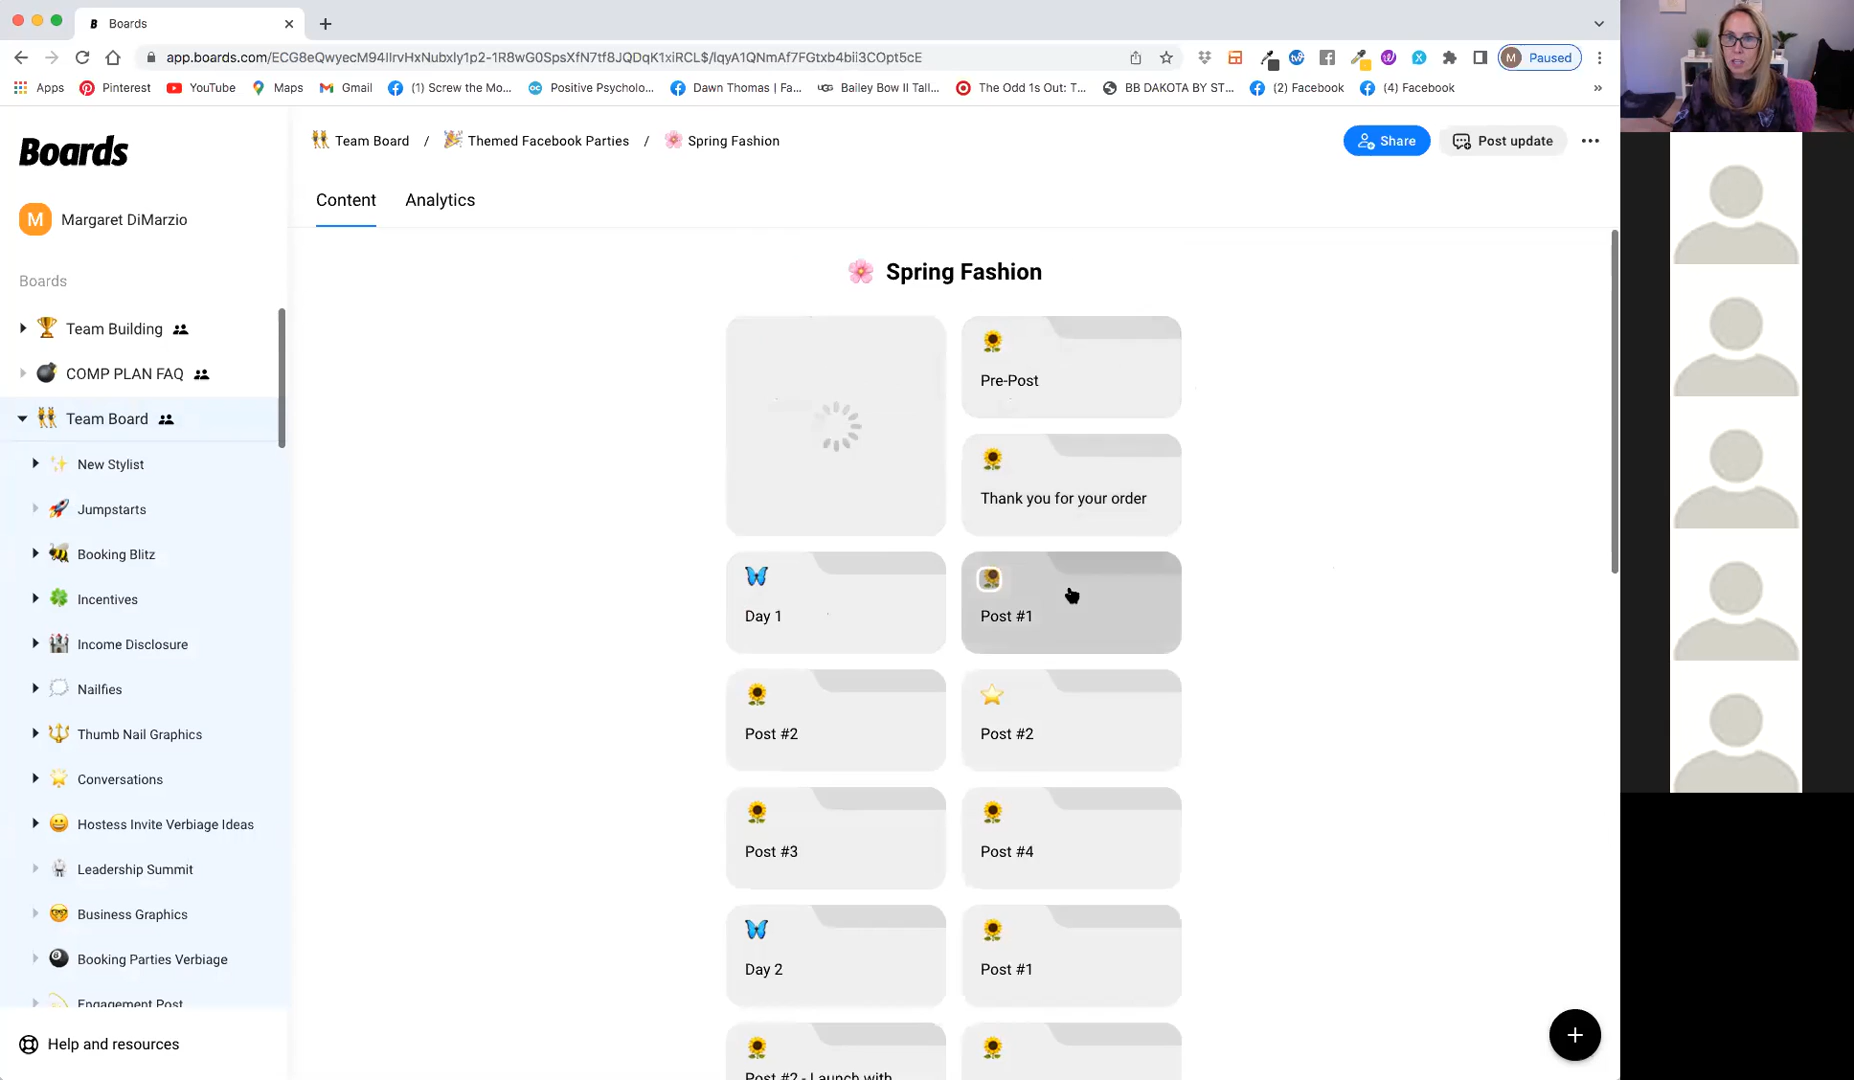 B Boards
app.boards.com/ECG8eQwyecM94IIrvHxNubxly1p2-1R8wG0SpsXfN7tf8JQDqK1xiRCL$/lqyA1QNmAf7FGtxb4bii3COpt5cE
M Paused
Apps Pinterest YouTube Maps Gmail (1) Screw the Mo... Positive Psycholo... Dawn Thomas | Fa... Bailey Bow II Tall... The Odd 1s Out: T... BB DAKOTA BY ST... (2) Facebook (4) Facebook
Boards
M Margaret DiMarzio
Boards
Team Building
COMP PLAN FAQ
Team Board
New Stylist
Jumpstarts
Booking Blitz
Incentives
Income Disclosure
Nailfies
Thumb Nail Graphics
Conversations
Hostess Invite Verbiage Ideas
Leadership Summit
Business Graphics
Booking Parties Verbiage
Engagement Post
Help and resources
Team Board / Themed Facebook Parties / Spring Fashion
Share
Post update
Content Analytics
Spring Fashion
Pre-Post
Thank you for your order
Day 1
Post #1
Post #2
Post #2
Post #3
Post #4
Day 2
Post #1
Post #2 - Launch with